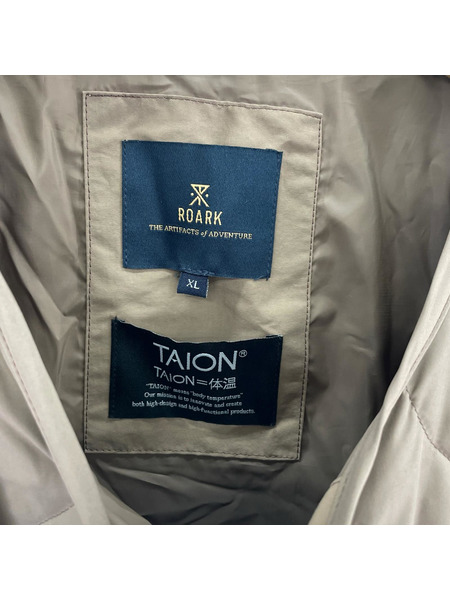 ROARK
THE ARTIFACTS of ADVENTURE
XL
TAION®
TAION=体温
"TAION" meets "body temperature"
Our mission is to innovate and create
both high-design and high-functional products.